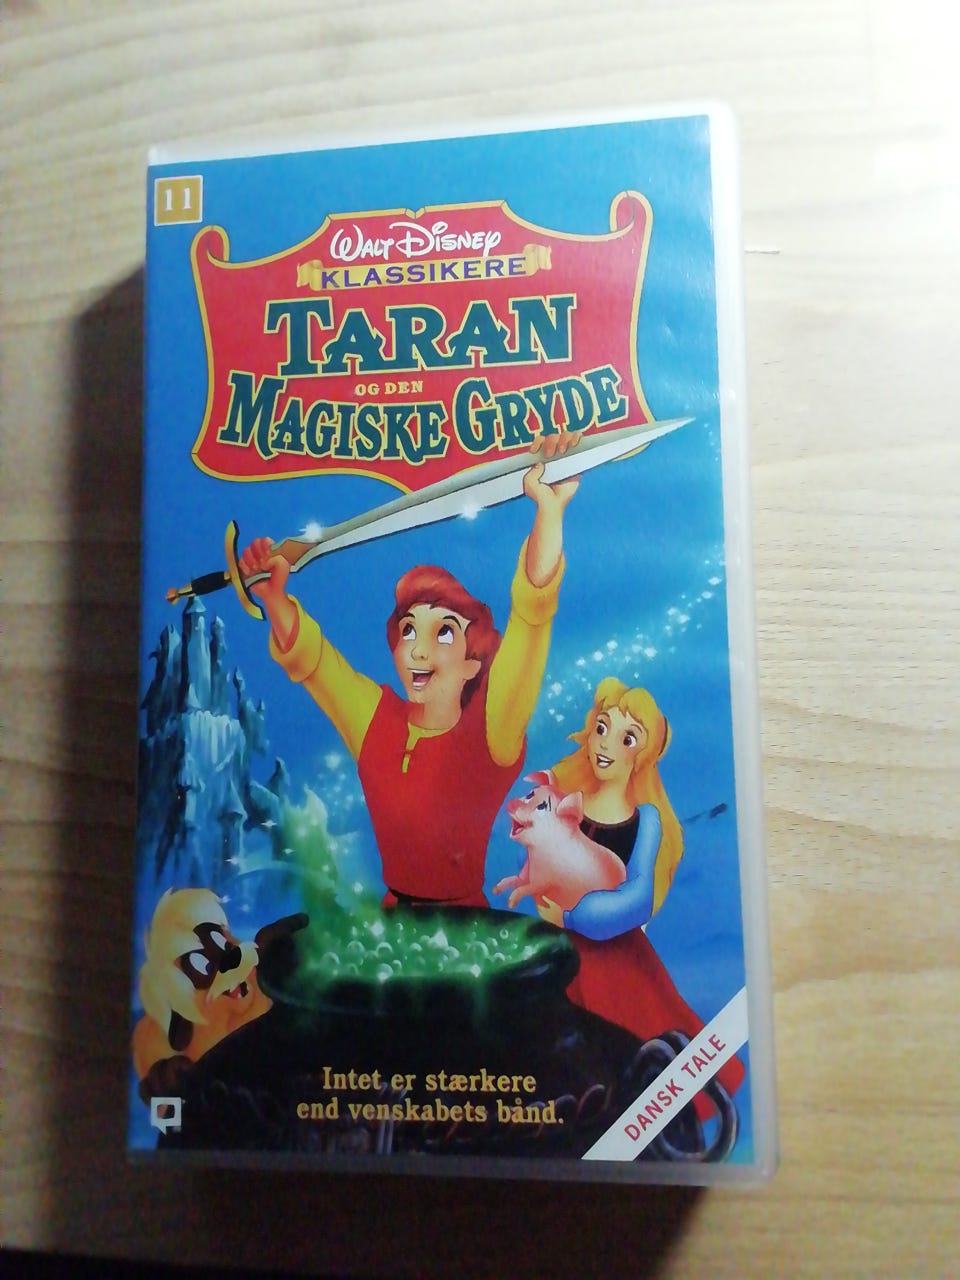 11
WALT DISNEY
KLASSIKERE
TARAN
OG DEN
MAGISKE GRYDE
Intet er stærkere
end venskabets bånd.
DANSK TALE